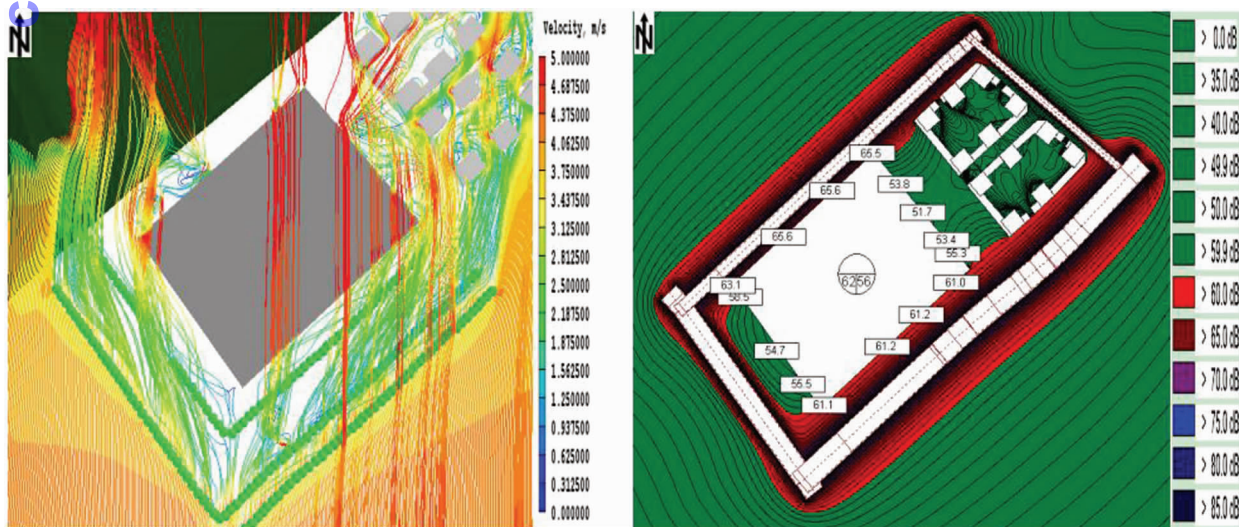 C
N
Velocity, m/s
5.000000
4.687500
4.375000
4.062500
3.750000
3.437500
3.125000
2.812500
2.500000
2.187500
1.875000
1.562500
1.250000
0.937500
0.625000
0.312500
0.000000
N
65.5
53.8
65.6
51.7
65.6
53.4
55.3
62 56
61.0
63.1
58.5
61.2
54.7
61.2
55.5
61.1
> 0.0 dB
> 35.0 dB
> 40.0 dB
> 49.9 dB
> 50.0 dB
> 59.9 dB
> 60.0 dB
> 65.0 dB
> 70.0 dB
> 75.0 dB
> 80.0 dB
> 85.0 dB